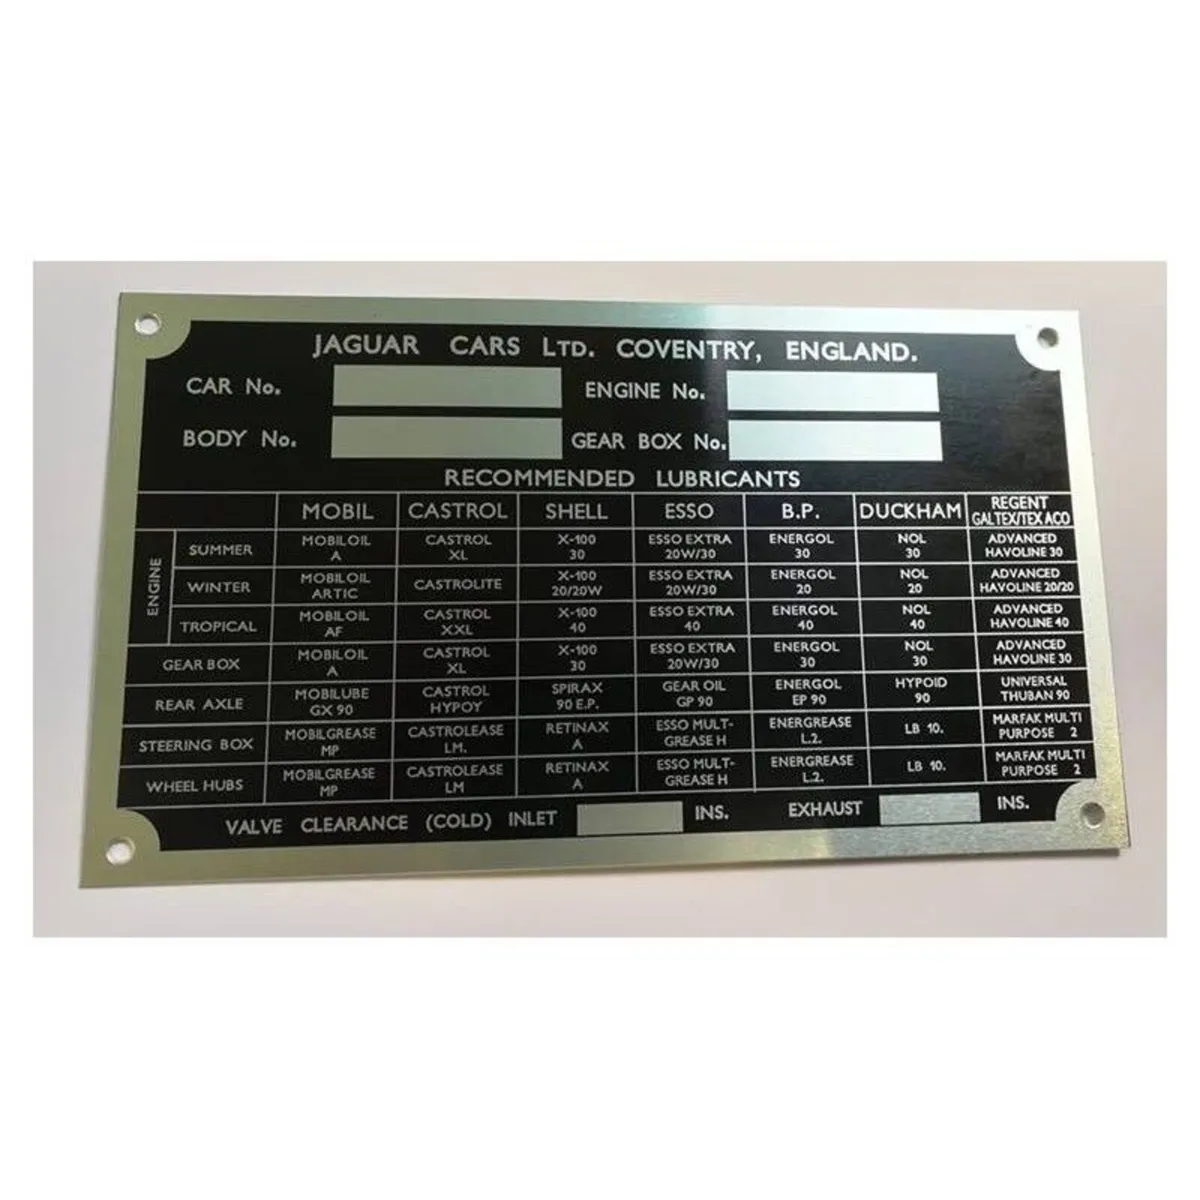 JAGUAR CARS LTD. COVENTRY, ENGLAND.
CAR No. ENGINE No.
BODY No. GEAR BOX No.
RECOMMENDED LUBRICANTS
MOBIL CASTROL SHELL ESSO B.P. DUCKHAM REGENT
GALTEX/TEXACO
ENGINE
SUMMER MOBILOIL CASTROL X-100 ESSO EXTRA ENERGOL NOL ADVANCED
A XL 30 20W/30 30 30 HAVOLINE 30
WINTER MOBILOIL CASTROLITE X-100 ESSO EXTRA ENERGOL NOL ADVANCED
ARTIC 20/20W 20W/30 20 20 HAVOLINE 20/20
TROPICAL MOBILOIL CASTROL X-100 ESSO EXTRA ENERGOL NOL ADVANCED
AF XXL 40 40 40 40 HAVOLINE 40
GEAR BOX MOBILOIL CASTROL X-100 ESSO EXTRA ENERGOL NOL ADVANCED
A XL 30 20W/30 30 30 HAVOLINE 30
REAR AXLE MOBILUBE CASTROL SPIRAX GEAR OIL ENERGOL HYPOID UNIVERSAL
GX 90 HYPOY 90 E.P. GP 90 EP 90 90 THUBAN 90
STEERING BOX MOBILGREASE CASTROLEASE RETINAX ESSO MULT- ENERGREASE LB 10. MARFAK MULTI
MP LM. A GREASE H L.2. PURPOSE 2
WHEEL HUBS MOBILGREASE CASTROLEASE RETINAX ESSO MULT- ENERGREASE LB 10. MARFAK MULTI
MP LM A GREASE H L.2. PURPOSE 2
VALVE CLEARANCE (COLD) INLET INS. EXHAUST INS.